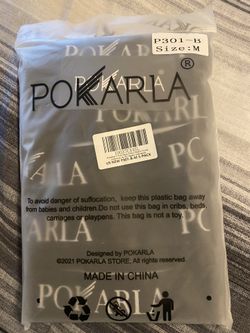 P301-B
Size:M
POKARLA
®
POKARLA
To avoid danger of suffocation, keep this plastic bag away
from babies and children.Do not use this bag in cribs, beds,
carriages or playpens. This bag is not a toy.
Designed by POKARLA
©2021 POKARLA STORE; All rights reserved.
MADE IN CHINA